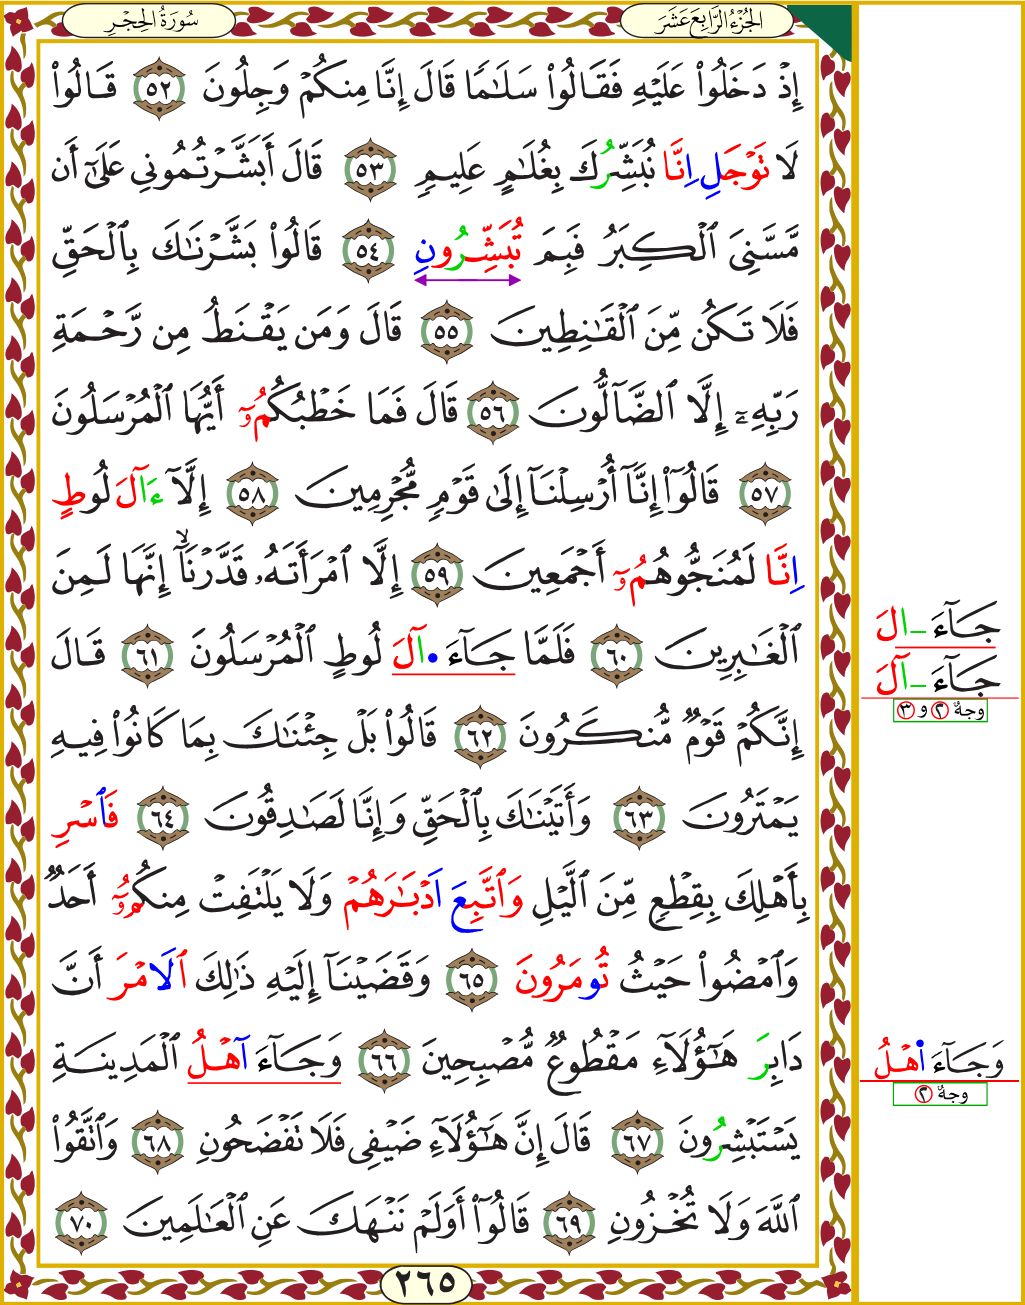 سُورَةُ الحِجْرِ
الجُزْءُ الرَّابِعَ عَشَرَ
إِذْ دَخَلُوا۟ عَلَيْهِ فَقَالُوا۟ سَلَٰمًا قَالَ إِنَّا مِنكُمْ وَجِلُونَ ٥٢ قَالُوا۟
لَا تَوْجَلِ اِنَّا نُبَشِّرُكَ بِغُلَٰمٍ عَلِيمٍ ٥٣ قَالَ أَبَشَّرْتُمُونِي عَلَىٰٓ أَن
مَّسَّنِيَ ٱلْكِبَرُ فَبِمَ تُبَشِّرُونِ ٥٤ قَالُوا۟ بَشَّرْنَٰكَ بِٱلْحَقِّ
فَلَا تَكُن مِّنَ ٱلْقَٰنِطِينَ ٥٥ قَالَ وَمَن يَقْنَطُ مِن رَّحْمَةِ
رَبِّهِۦٓ إِلَّا ٱلضَّآلُّونَ ٥٦ قَالَ فَمَا خَطْبُكُمُۥٓ أَيُّهَا ٱلْمُرْسَلُونَ
٥٧ قَالُوٓا۟ إِنَّآ أُرْسِلْنَآ إِلَىٰ قَوْمٍ مُّجْرِمِينَ ٥٨ إِلَّآ ءَالَ لُوطٍ
اِنَّا لَمُنَجُّوهُمُۥٓ أَجْمَعِينَ ٥٩ إِلَّا ٱمْرَأَتَهُۥ قَدَّرْنَآ ۙ إِنَّهَا لَمِنَ
ٱلْغَٰبِرِينَ ٦٠ فَلَمَّا جَآءَ اٰلَ لُوطٍ ٱلْمُرْسَلُونَ ٦١ قَالَ
إِنَّكُمْ قَوْمٌ مُّنكَرُونَ ٦٢ قَالُوا۟ بَلْ جِئْنَٰكَ بِمَا كَانُوا۟ فِيهِ
يَمْتَرُونَ ٦٣ وَأَتَيْنَٰكَ بِٱلْحَقِّ وَإِنَّا لَصَٰدِقُونَ ٦٤ فَٱسْرِ
بِأَهْلِكَ بِقِطْعٍ مِّنَ ٱلَّيْلِ وَٱتَّبِعَ اَدْبَٰرَهُمْ وَلَا يَلْتَفِتْ مِنكُمُۥٓ أَحَدٌ
وَٱمْضُوا۟ حَيْثُ تُومَرُونَ ٦٥ وَقَضَيْنَآ إِلَيْهِ ذَٰلِكَ ٱلَامْرَ أَنَّ
دَابِرَ هَٰٓؤُلَآءِ مَقْطُوعٌ مُّصْبِحِينَ ٦٦ وَجَآءَ آهْلُ ٱلْمَدِينَةِ
يَسْتَبْشِرُونَ ٦٧ قَالَ إِنَّ هَٰٓؤُلَآءِ ضَيْفِي فَلَا تَفْضَحُونِ ٦٨ وَٱتَّقُوا۟
ٱللَّهَ وَلَا تُخْزُونِ ٦٩ قَالُوٓا۟ أَوَلَمْ نَنْهَكَ عَنِ ٱلْعَٰلَمِينَ ٧٠
٢٦٥
جَآءَ ـ الَ
جَآءَ ـ آلَ
وجهٌ ٢ و ٣
وَجَآءَ أهْلُ
وجهٌ ٢